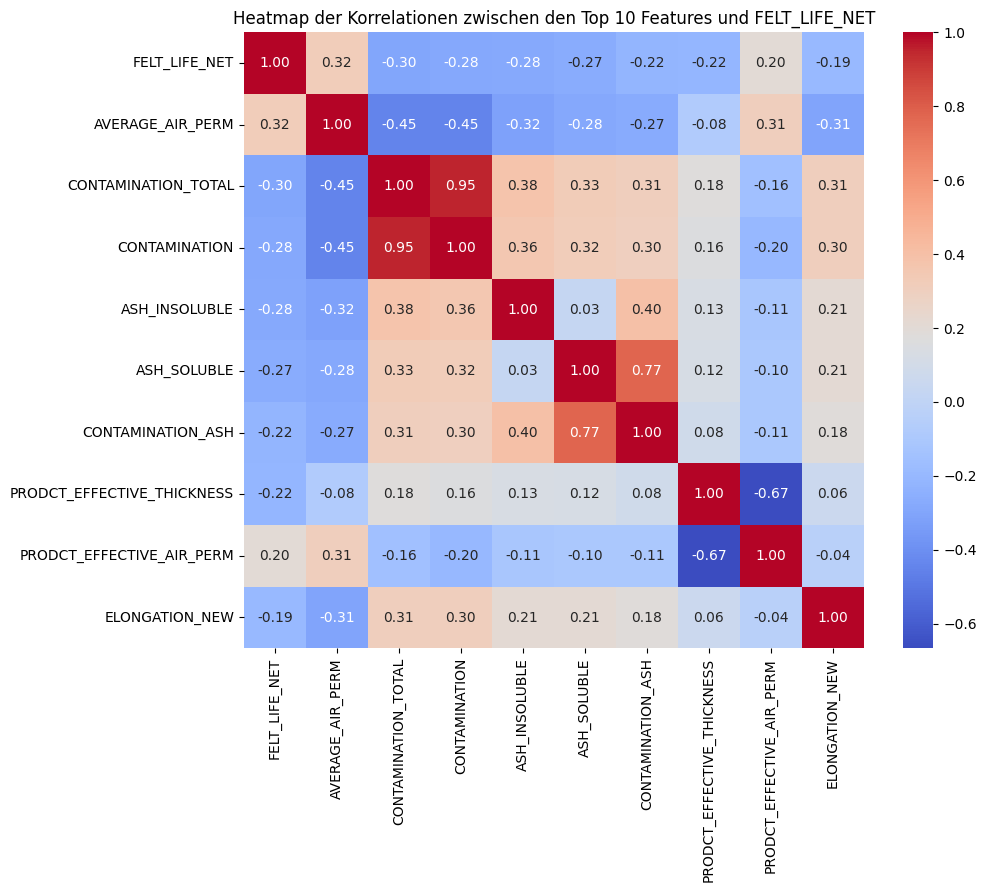 Heatmap der Korrelationen zwischen den Top 10 Features und FELT_LIFE_NET
FELT_LIFE_NET 1.00 0.32 -0.30 -0.28 -0.28 -0.27 -0.22 -0.22 0.20 -0.19
AVERAGE_AIR_PERM 0.32 1.00 -0.45 -0.45 -0.32 -0.28 -0.27 -0.08 0.31 -0.31
CONTAMINATION_TOTAL -0.30 -0.45 1.00 0.95 0.38 0.33 0.31 0.18 -0.16 0.31
CONTAMINATION -0.28 -0.45 0.95 1.00 0.36 0.32 0.30 0.16 -0.20 0.30
ASH_INSOLUBLE -0.28 -0.32 0.38 0.36 1.00 0.03 0.40 0.13 -0.11 0.21
ASH_SOLUBLE -0.27 -0.28 0.33 0.32 0.03 1.00 0.77 0.12 -0.10 0.21
CONTAMINATION_ASH -0.22 -0.27 0.31 0.30 0.40 0.77 1.00 0.08 -0.11 0.18
PRODCT_EFFECTIVE_THICKNESS -0.22 -0.08 0.18 0.16 0.13 0.12 0.08 1.00 -0.67 0.06
PRODCT_EFFECTIVE_AIR_PERM 0.20 0.31 -0.16 -0.20 -0.11 -0.10 -0.11 -0.67 1.00 -0.04
ELONGATION_NEW -0.19 -0.31 0.31 0.30 0.21 0.21 0.18 0.06 -0.04 1.00
FELT_LIFE_NET
AVERAGE_AIR_PERM
CONTAMINATION_TOTAL
CONTAMINATION
ASH_INSOLUBLE
ASH_SOLUBLE
CONTAMINATION_ASH
PRODCT_EFFECTIVE_THICKNESS
PRODCT_EFFECTIVE_AIR_PERM
ELONGATION_NEW
1.0
0.8
0.6
0.4
0.2
0.0
−0.2
−0.4
−0.6